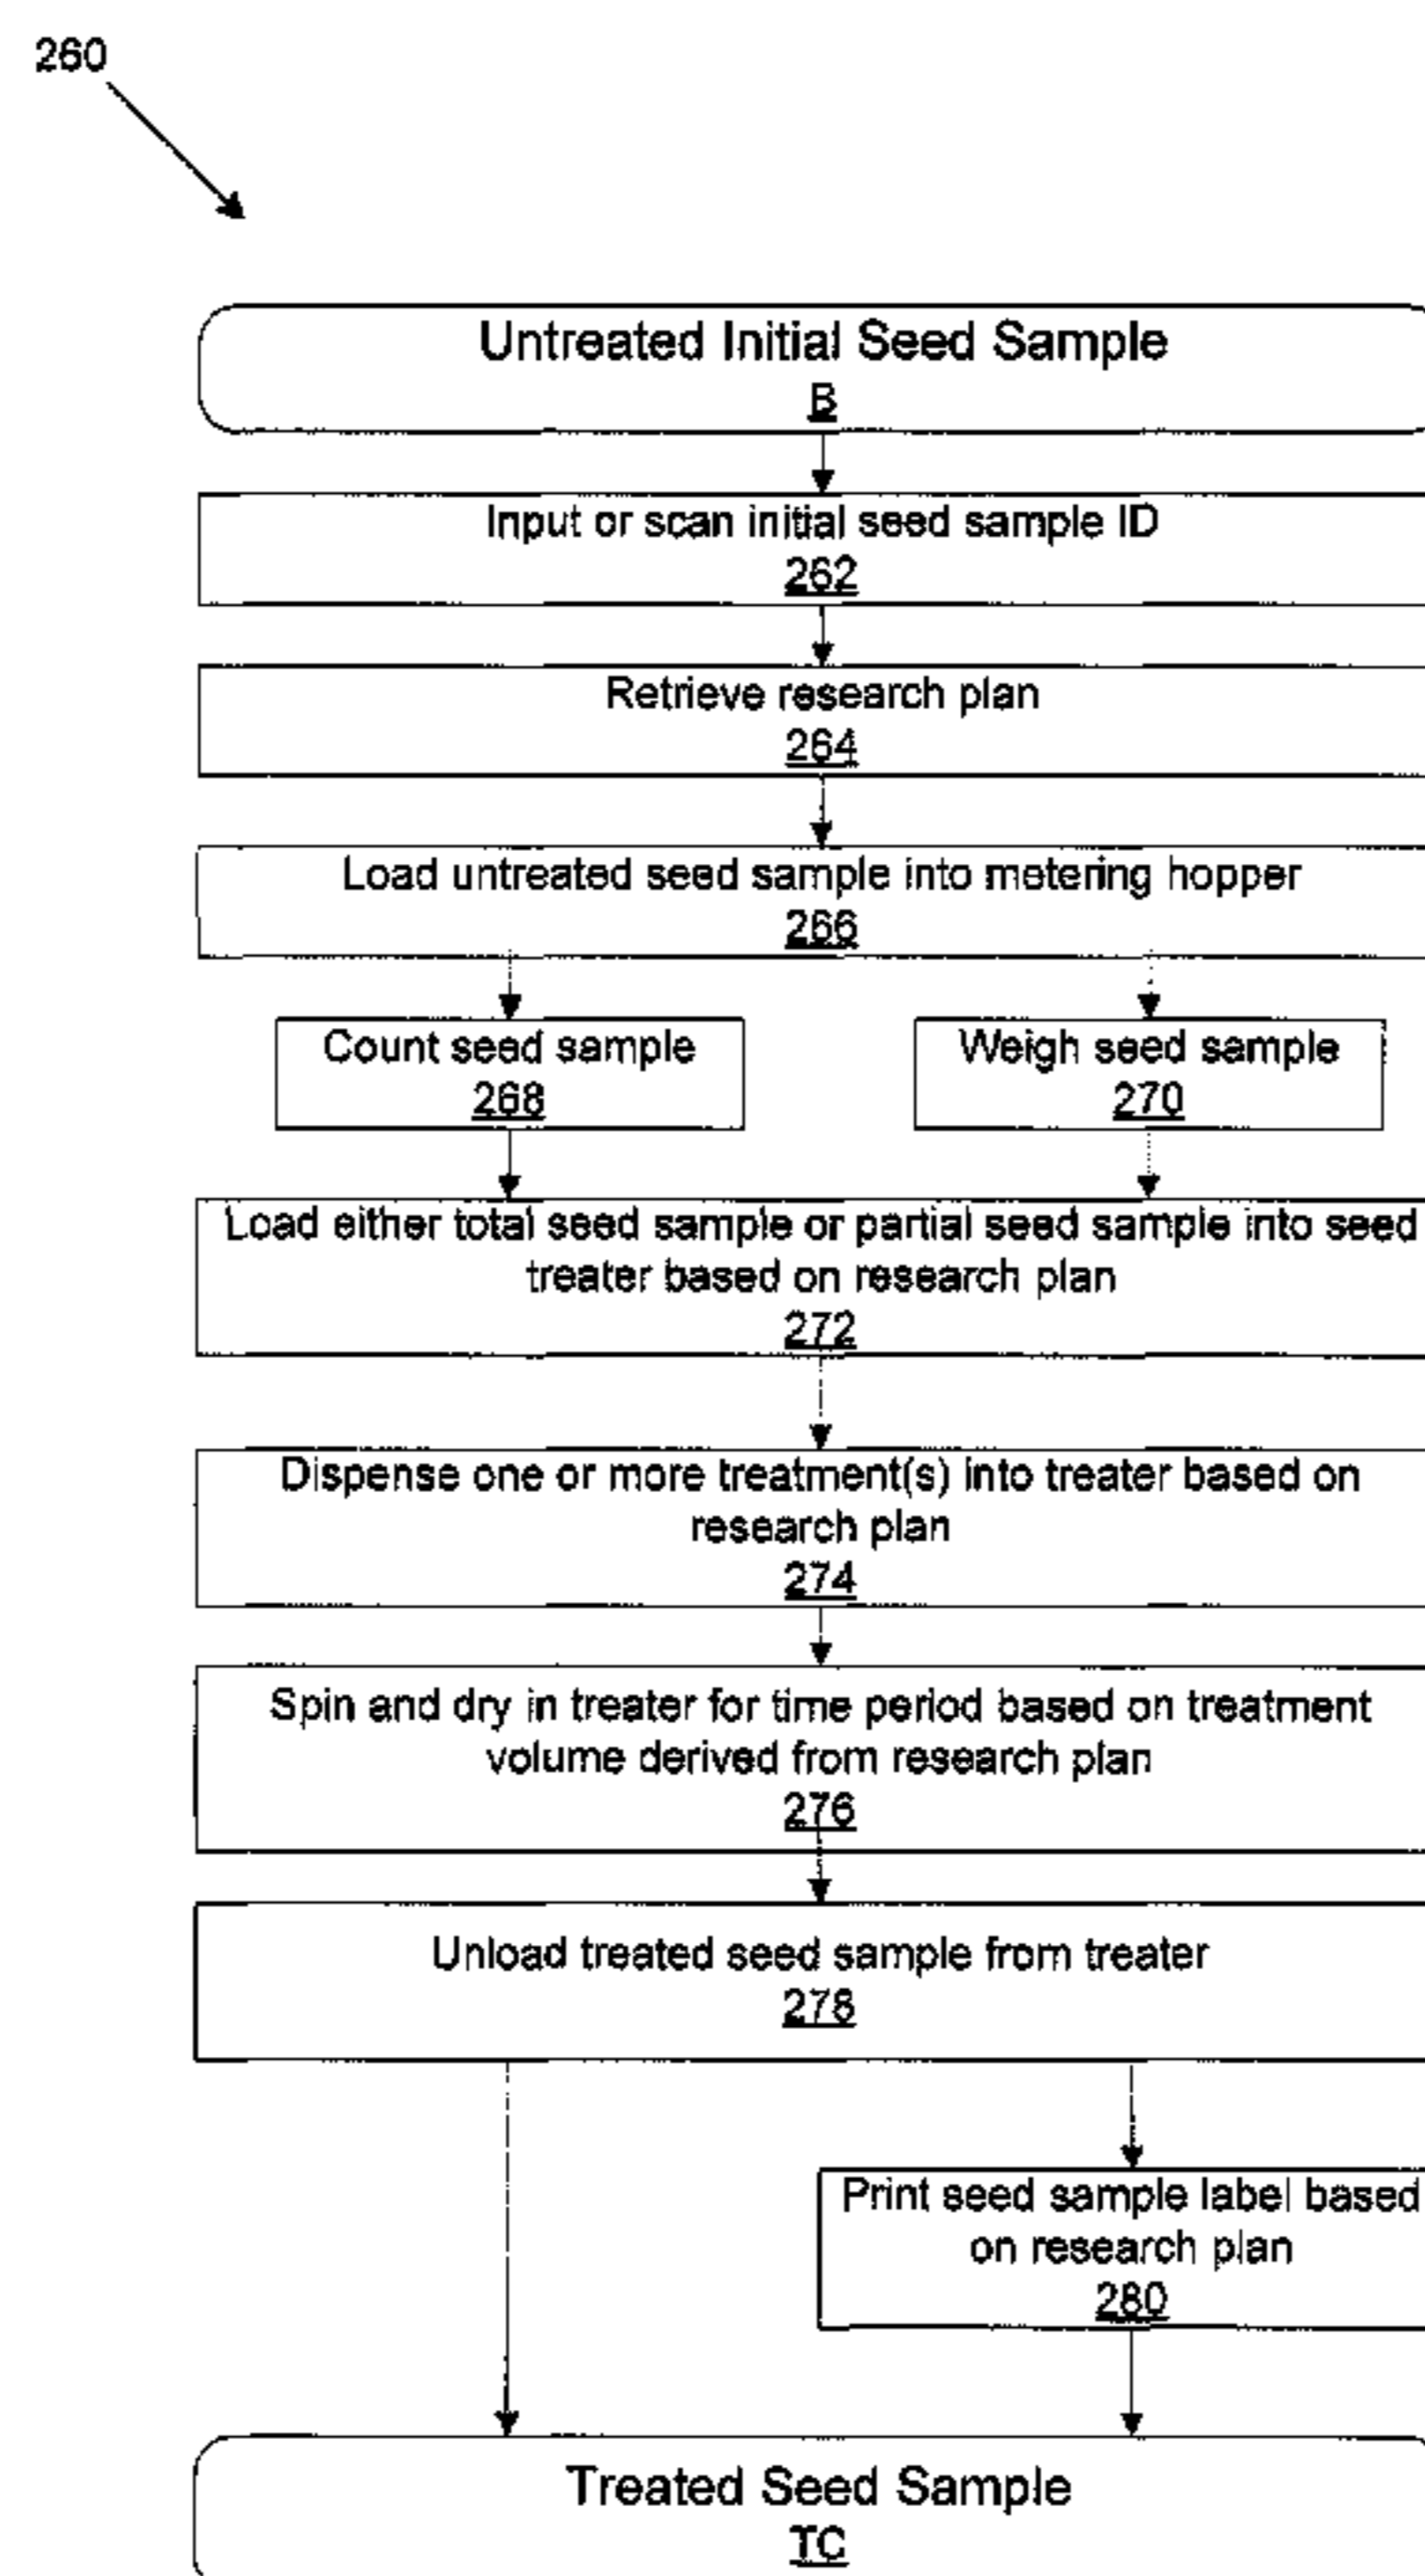 260
Untreated Initial Seed Sample
B
Input or scan initial seed sample ID
262
Retrieve research plan
264
Load untreated seed sample into metering hopper
266
Count seed sample
268
Weigh seed sample
270
Load either total seed sample or partial seed sample into seed
treater based on research plan
272
Dispense one or more treatment(s) into treater based on
research plan
274
Spin and dry in treater for time period based on treatment
volume derived from research plan
276
Unload treated seed sample from treater
278
Print seed sample label based
on research plan
280
Treated Seed Sample
TC